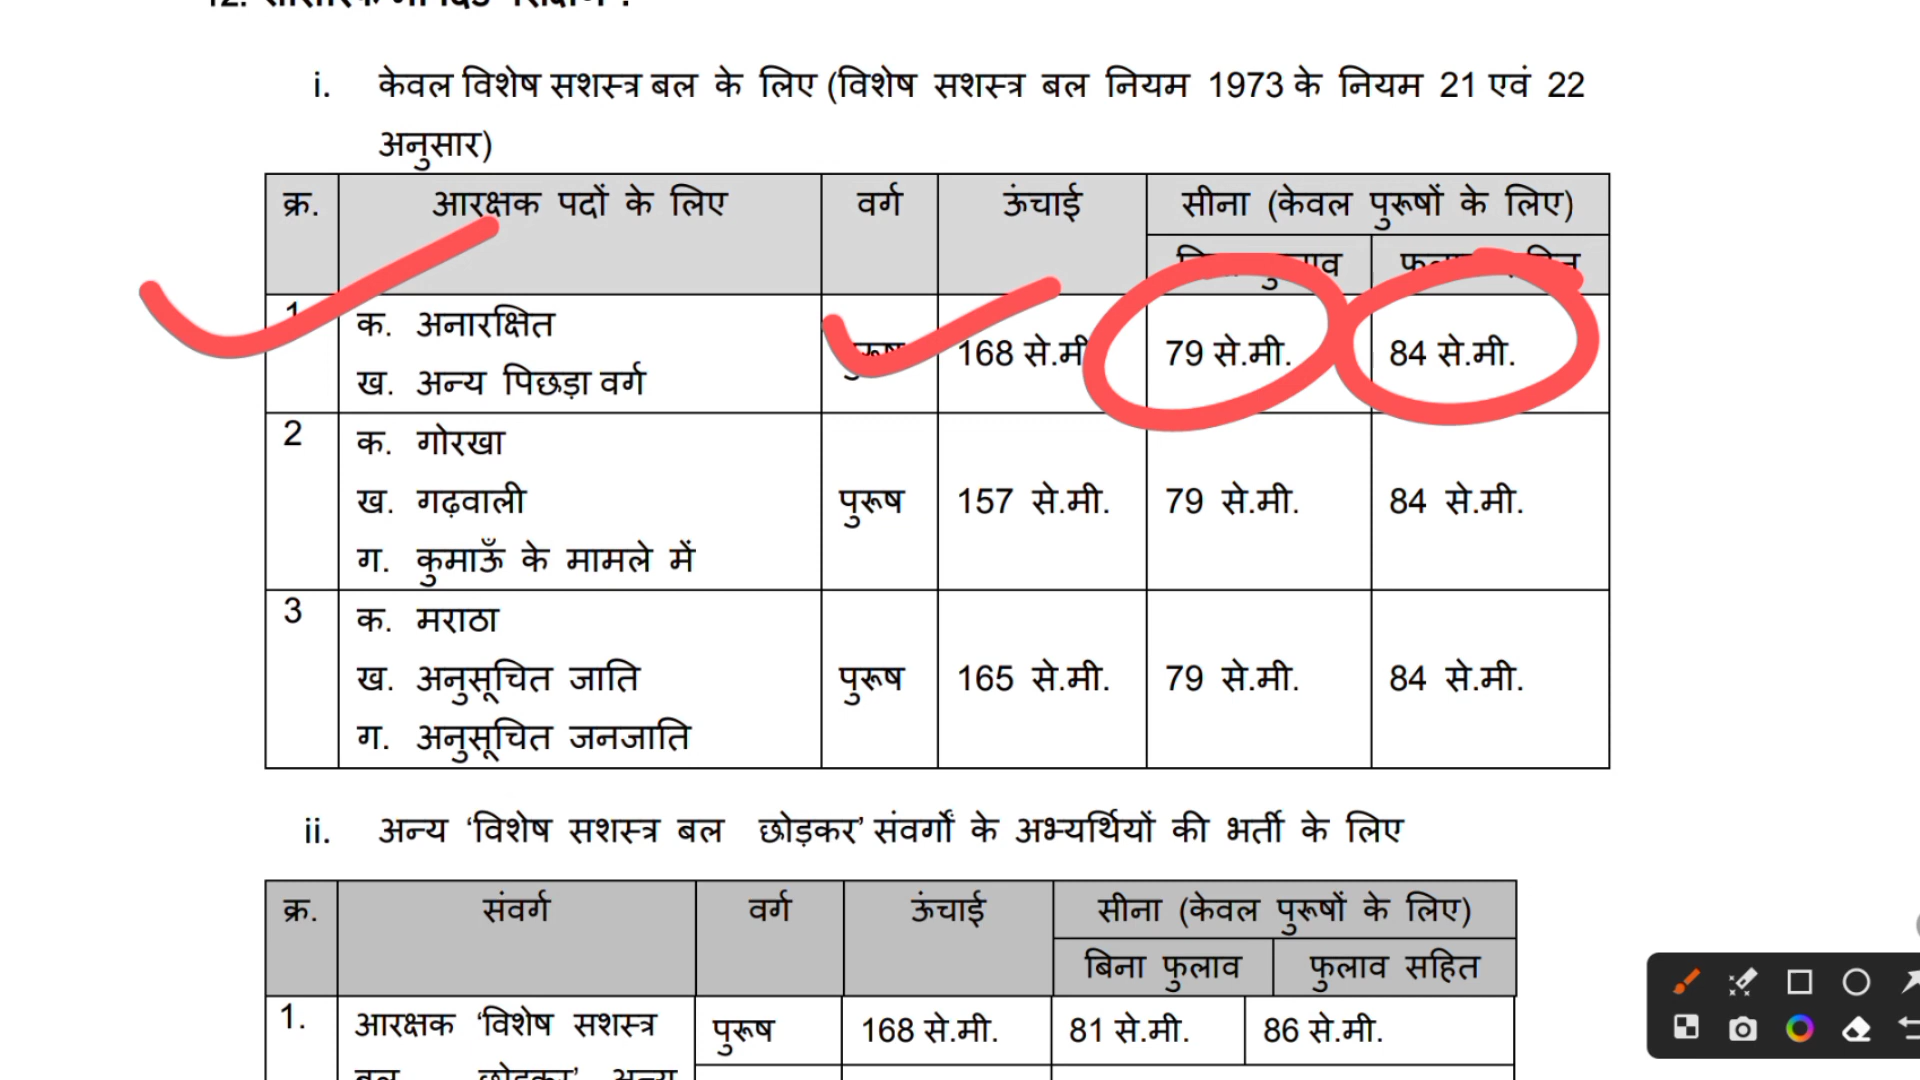 i. केवल विशेष सशस्त्र बल के लिए (विशेष सशस्त्र बल नियम 1973 के नियम 21 एवं 22
अनुसार)
क्र. आरक्षक पदों के लिए वर्ग ऊंचाई सीना (केवल पुरूषों के लिए)
1 क. अनारक्षित
ख. अन्य पिछड़ा वर्ग
168 से.मी 79 से.मी. 84 से.मी.
2 क. गोरखा
ख. गढ़वाली पुरूष 157 से.मी. 79 से.मी. 84 से.मी.
ग. कुमाऊँ के मामले में
3 क. मराठा
ख. अनुसूचित जाति पुरूष 165 से.मी. 79 से.मी. 84 से.मी.
ग. अनुसूचित जनजाति
ii. अन्य ‘विशेष सशस्त्र बल छोड़कर’ संवर्गों के अभ्यर्थियों की भर्ती के लिए
क्र. संवर्ग वर्ग ऊंचाई सीना (केवल पुरूषों के लिए)
बिना फुलाव फुलाव सहित
1. आरक्षक ‘विशेष सशस्त्र पुरूष 168 से.मी. 81 से.मी. 86 से.मी.